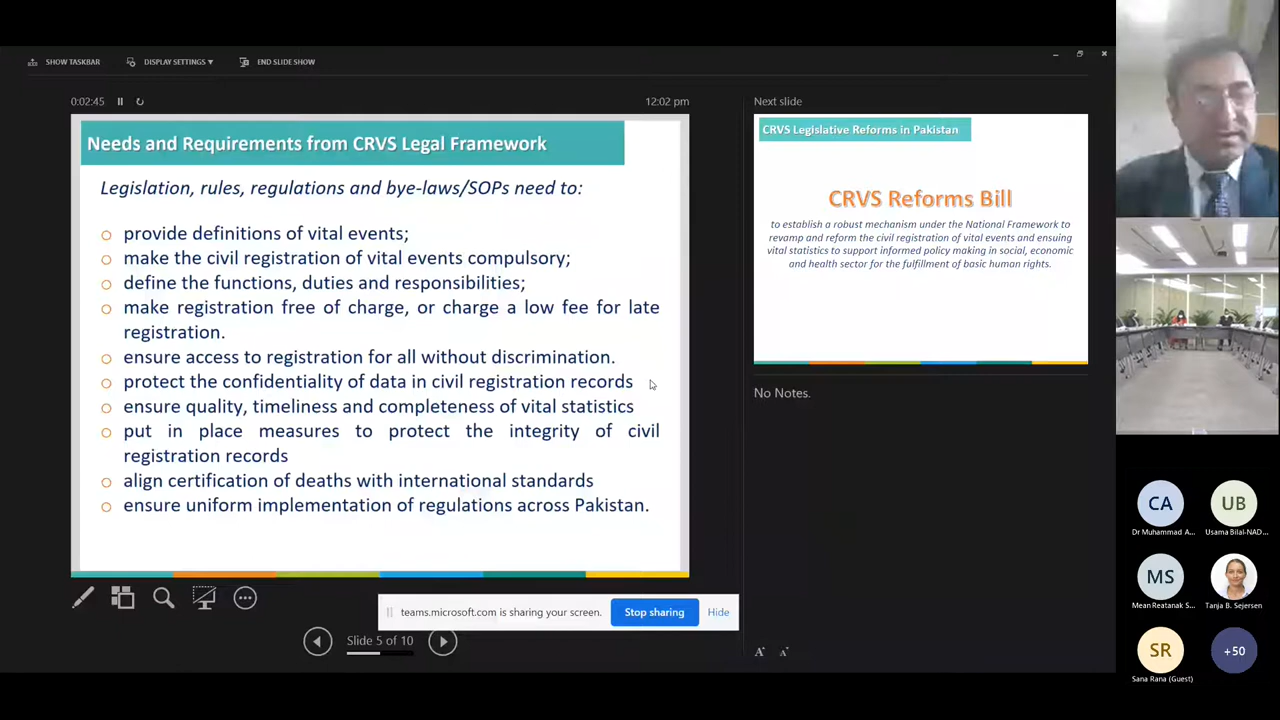 SHOW TASKBAR
DISPLAY SETTINGS ▾
END SLIDE SHOW
0:02:45
12:02 pm
Needs and Requirements from CRVS Legal Framework
Legislation, rules, regulations and bye-laws/SOPs need to:
provide definitions of vital events;
make the civil registration of vital events compulsory;
define the functions, duties and responsibilities;
make registration free of charge, or charge a low fee for late
registration.
ensure access to registration for all without discrimination.
protect the confidentiality of data in civil registration records
ensure quality, timeliness and completeness of vital statistics
put in place measures to protect the integrity of civil
registration records
align certification of deaths with international standards
ensure uniform implementation of regulations across Pakistan.
teams.microsoft.com is sharing your screen.
Stop sharing
Hide
Slide 5 of 10
Next slide
CRVS Legislative Reforms in Pakistan
CRVS Reforms Bill
to establish a robust mechanism under the National Framework to
revamp and reform the civil registration of vital events and ensuing
vital statistics to support informed policy making in social, economic
and health sector for the fulfillment of basic human rights.
No Notes.
A A
CA
UB
Dr Muhammad A...
Usama Bilal-NAD...
MS
Mean Reatanak S...
Tanja B. Sejersen
SR
+50
Sana Rana (Guest)